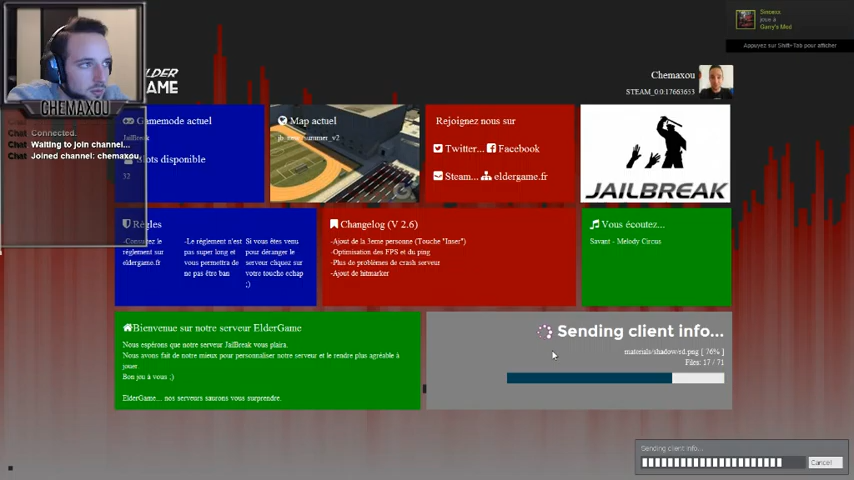 Simexx
joue à
Garry's Mod
Appuyez sur Shift+Tab pour afficher
ELDER
GAME
Chemaxou
STEAM_0:0:17663653
CHEMAXOU
Chat Connected.
Chat Waiting to join channel...
Chat Joined channel: chemaxou
Gamemode actuel
JailBreak
Slots disponible
32
Map actuel
Rejoignez nous sur
Twitter... Facebook
Steam... eldergame.fr
JAILBREAK
Règles
-Consultez le
règlement sur
eldergame.fr
-Le règlement n'est
pas super long et
vous permettra de
ne pas être ban
Si vous êtes venu
pour déranger le
serveur cliquez sur
votre touche echap
;)
Changelog (V 2.6)
-Ajout de la 3eme personne (Touche "Inser")
-Optimisation des FPS et du ping
-Plus de problèmes de crash serveur
-Ajout de hitmarker
Vous écoutez...
Savant - Melody Circus
Bienvenue sur notre serveur ElderGame
Nous espérons que notre serveur JailBreak vous plaira.
Nous avons fait de notre mieux pour personnaliser notre serveur et le rendre plus agréable à
jouer.
Bon jeu à vous ;)
ElderGame... nos serveurs saurons vous surprendre.
Sending client info...
materials/shadow/sd.png [ 76% ]
Files: 17 / 71
Sending client info...
Cancel